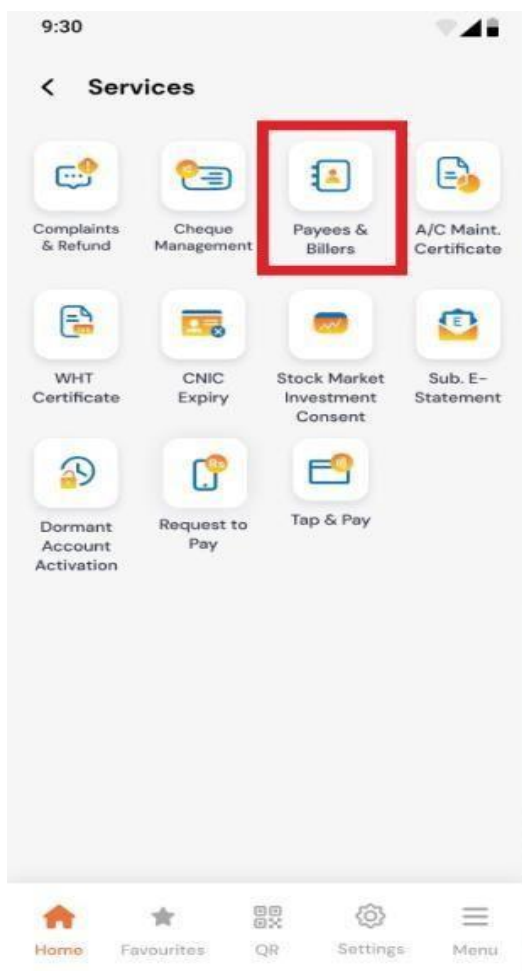 9:30
Services
Complaints
& Refund
Cheque
Management
Payees &
Billers
A/C Maint.
Certificate
WHT
Certificate
CNIC
Expiry
Stock Market
Investment
Consent
E
Sub. E-
Statement
Dormant
Account
Activation
Rs
Request to
Pay
Tap & Pay
Home
Favourites
QR
Settings
Menu